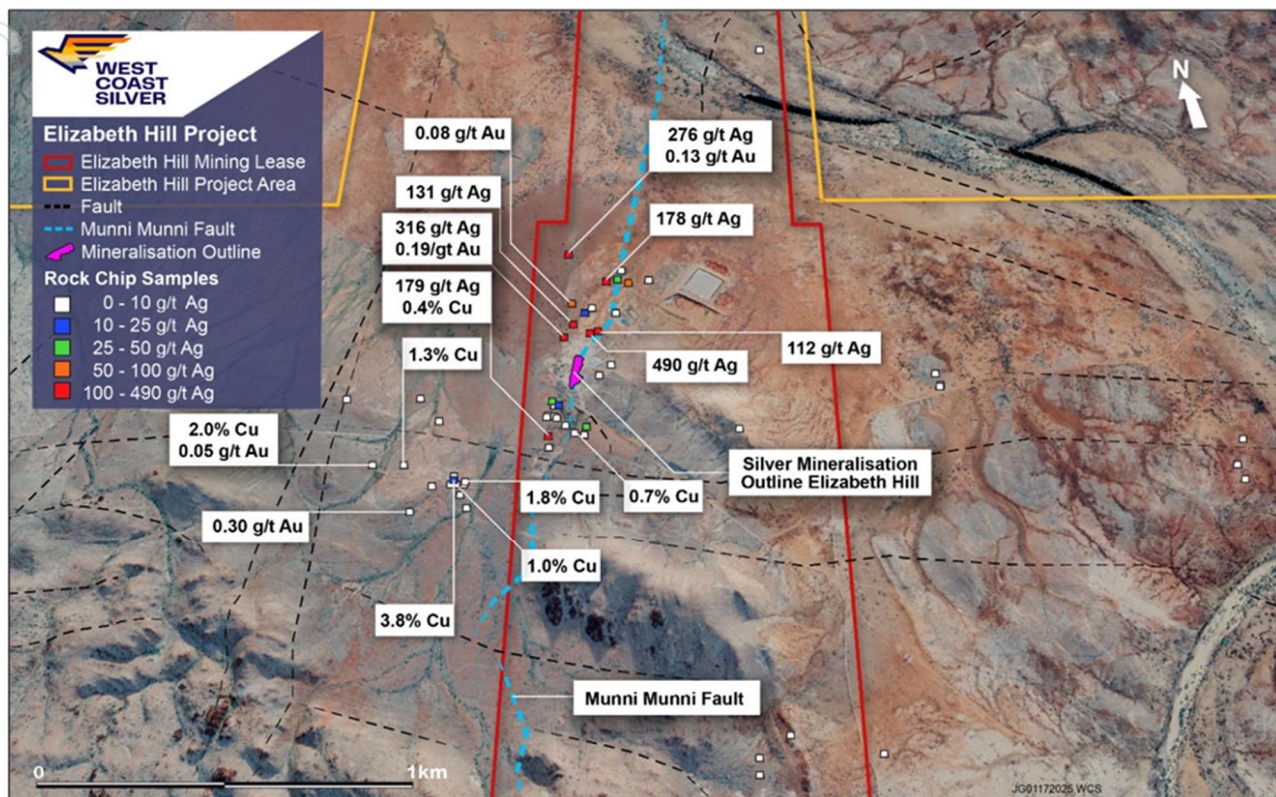 WEST
COAST
SILVER
Elizabeth Hill Project
Elizabeth Hill Mining Lease
Elizabeth Hill Project Area
Fault
Munni Munni Fault
Mineralisation Outline
Rock Chip Samples
0 - 10 g/t Ag
10 - 25 g/t Ag
25 - 50 g/t Ag
50 - 100 g/t Ag
100 - 490 g/t Ag
N
0.08 g/t Au
276 g/t Ag
0.13 g/t Au
131 g/t Ag
178 g/t Ag
316 g/t Ag
0.19/gt Au
179 g/t Ag
0.4% Cu
112 g/t Ag
1.3% Cu
490 g/t Ag
2.0% Cu
0.05 g/t Au
Silver Mineralisation
Outline Elizabeth Hill
1.8% Cu
0.7% Cu
0.30 g/t Au
1.0% Cu
3.8% Cu
Munni Munni Fault
0
1km
JG01172025 WCS